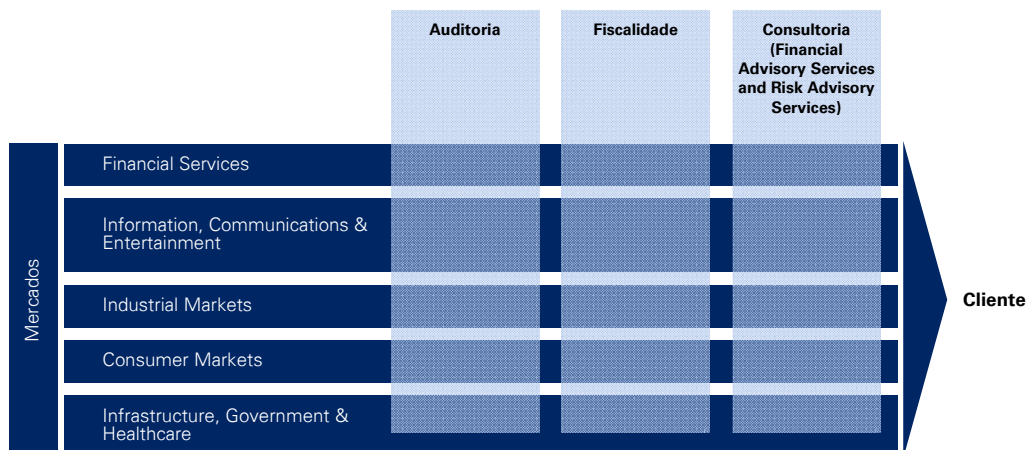 Auditoria
Fiscalidade
Consultoria
(Financial
Advisory Services
and Risk Advisory
Services)
Mercados
Financial Services
Information, Communications &
Entertainment
Industrial Markets
Consumer Markets
Infrastructure, Government &
Healthcare
Cliente